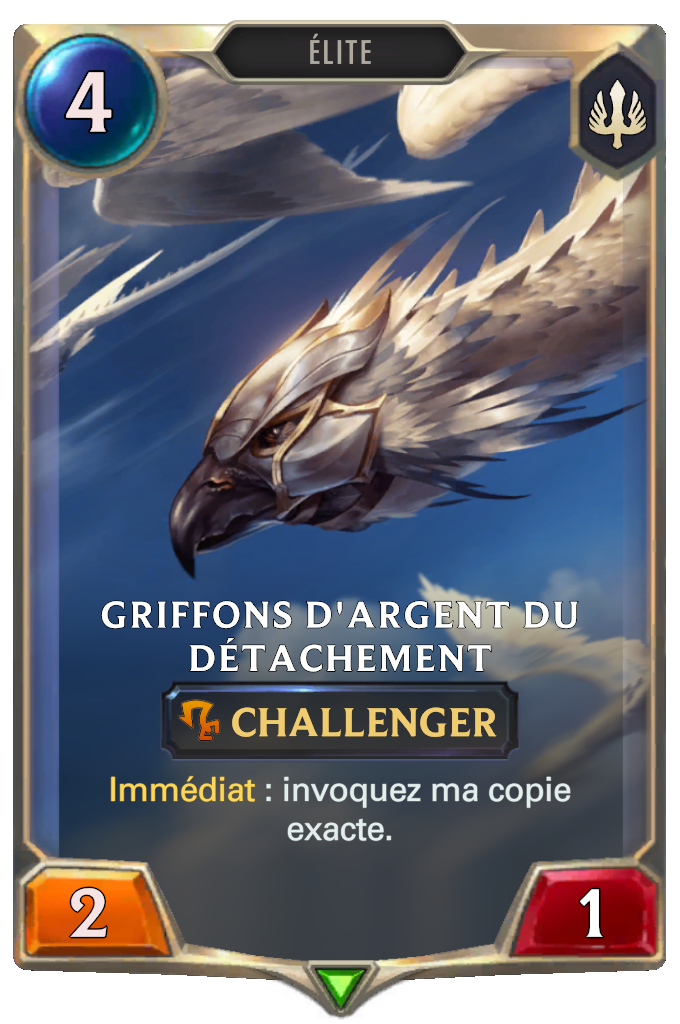 ÉLITE
4
GRIFFONS D'ARGENT DU
DÉTACHEMENT
CHALLENGER
Immédiat : invoquez ma copie
exacte.
2
1